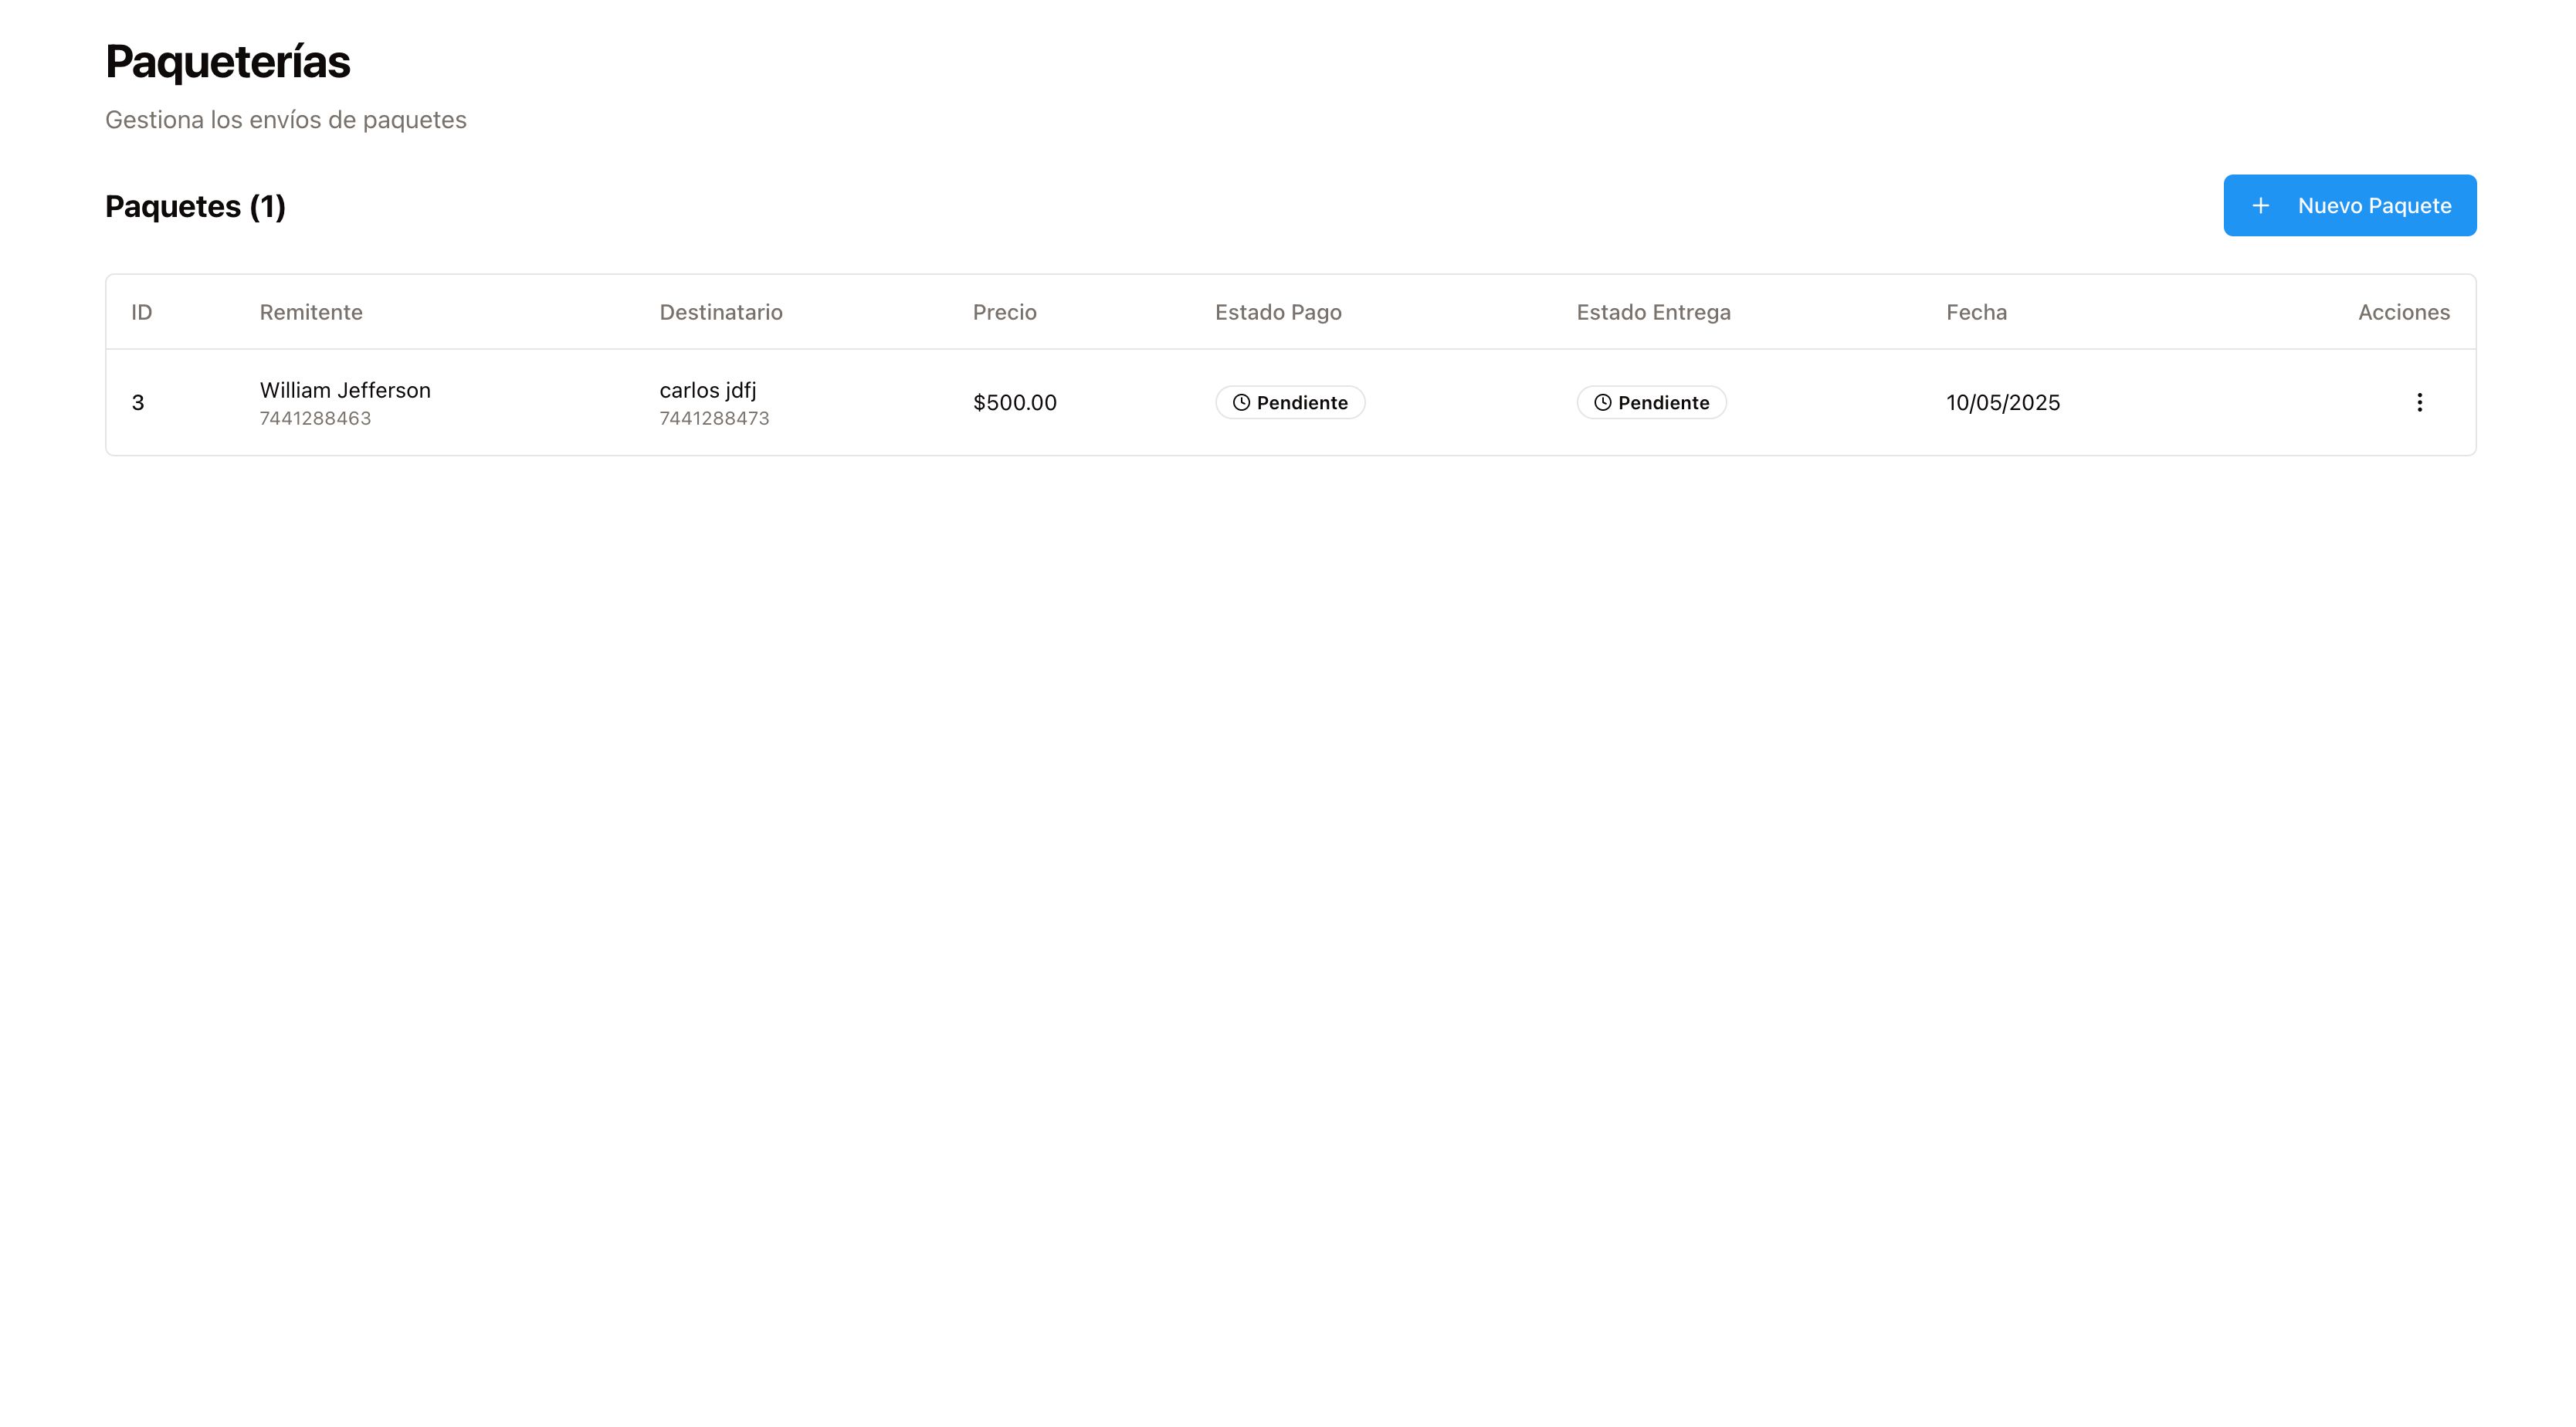 Paqueterías
Gestiona los envíos de paquetes
Paquetes (1)
Nuevo Paquete
ID Remitente Destinatario Precio Estado Pago Estado Entrega Fecha Acciones
3 William Jefferson carlos jdfj $500.00 Pendiente Pendiente 10/05/2025
7441288463 7441288473